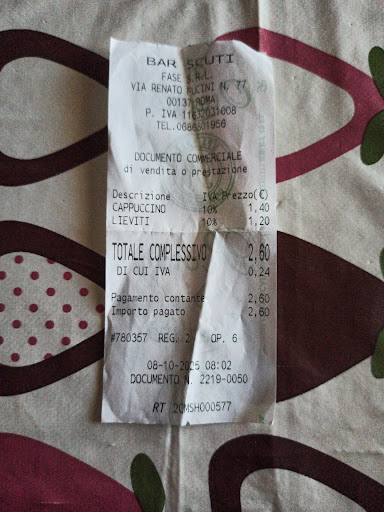 BAR SCUTI
FASE S.R.L.
VIA RENATO FUCINI N. 77
00137 ROMA
P. IVA
TEL.
DOCUMENTO COMMERCIALE
di vendita o prestazione
Descrizione IVA Prezzo(€)
CAPPUCCINO 10% 1,40
LIEVITI 10% 1,20
TOTALE COMPLESSIVO 2,60
DI CUI IVA 0,24
Pagamento contante 2,60
Importo pagato 2,60
#780357 REG. 2 OP. 6
08-10-2025 08:02
DOCUMENTO N. 2219-0050
RT 2CMSH000577